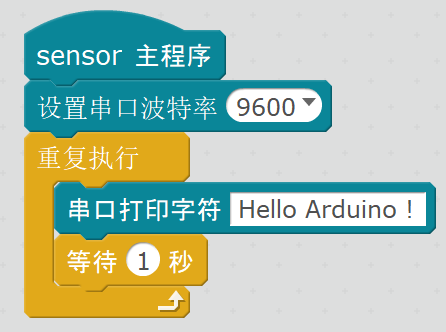 sensor 主程序
设置串口波特率 9600
重复执行
串口打印字符 Hello Arduino !
等待 1 秒